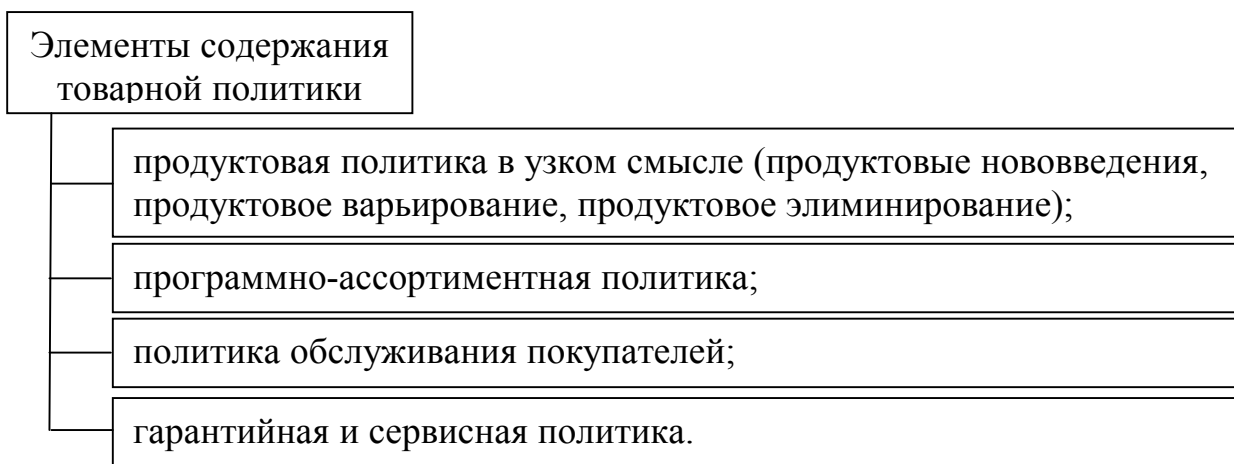 Элементы содержания
товарной политики
продуктовая политика в узком смысле (продуктовые нововведения,
продуктовое варьирование, продуктовое элиминирование);
программно-ассортиментная политика;
политика обслуживания покупателей;
гарантийная и сервисная политика.